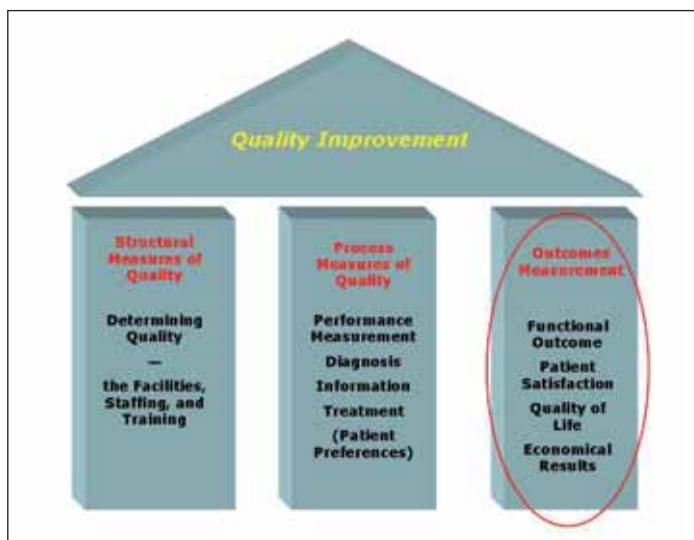 Quality Improvement
Structural
Measures of
Quality
Determining
Quality
—
the Facilities,
Staffing, and
Training
Process
Measures of
Quality
Performance
Measurement
Diagnosis
Information
Treatment
(Patient
Preferences)
Outcomes
Measurement
Functional
Outcome
Patient
Satisfaction
Quality of
Life
Economical
Results